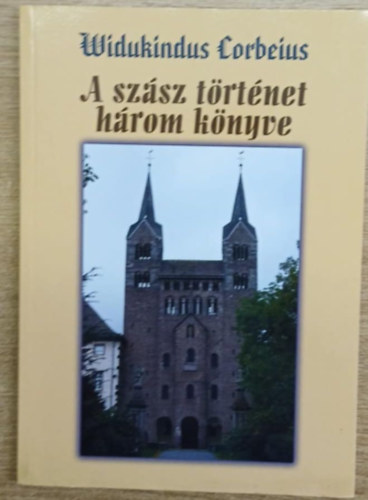 Widukindus Corbeius
A szász történet
három könyve